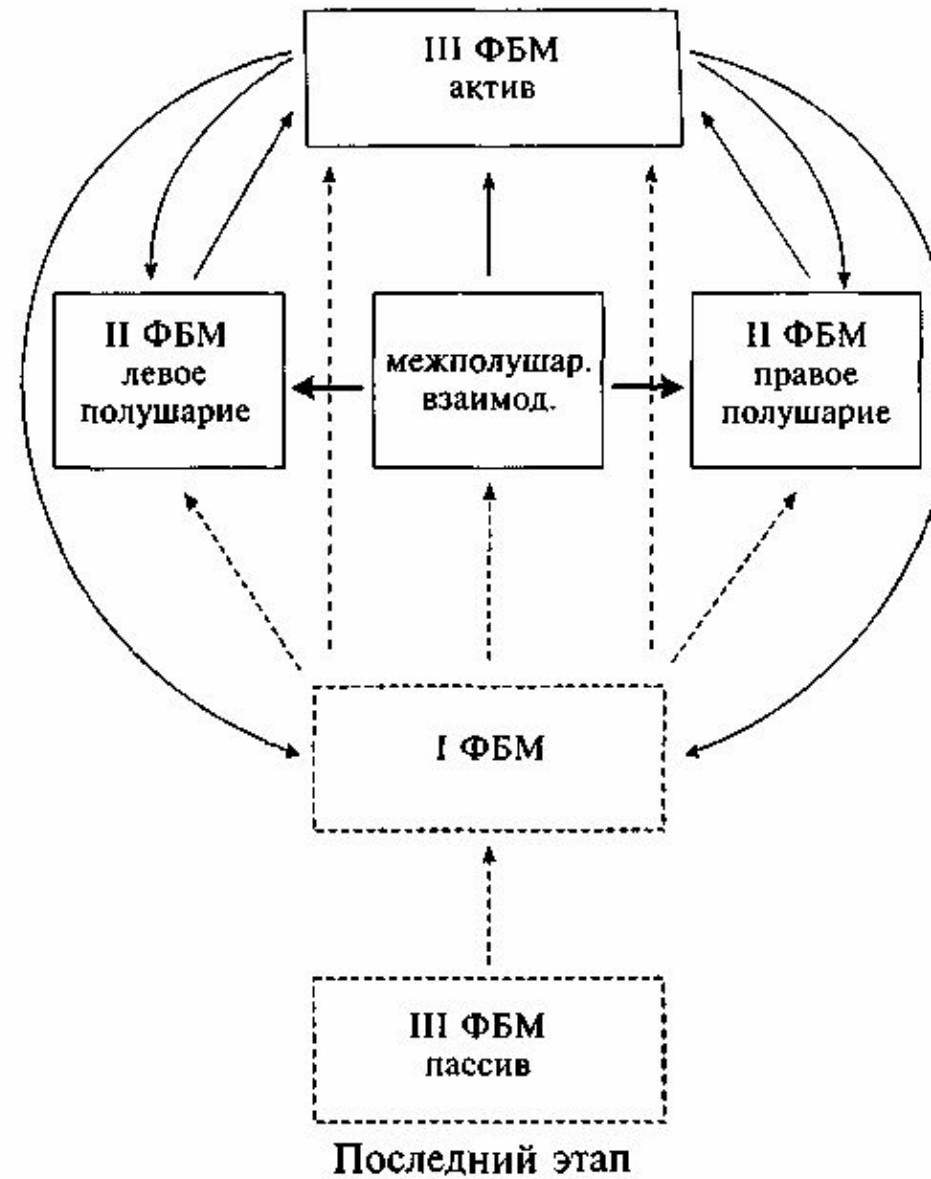 III ФБМ
актив
II ФБМ
левое
полушарие
межполушар.
взаимод.
II ФБМ
правое
полушарие
I ФБМ
III ФБМ
пассив
Последний этап